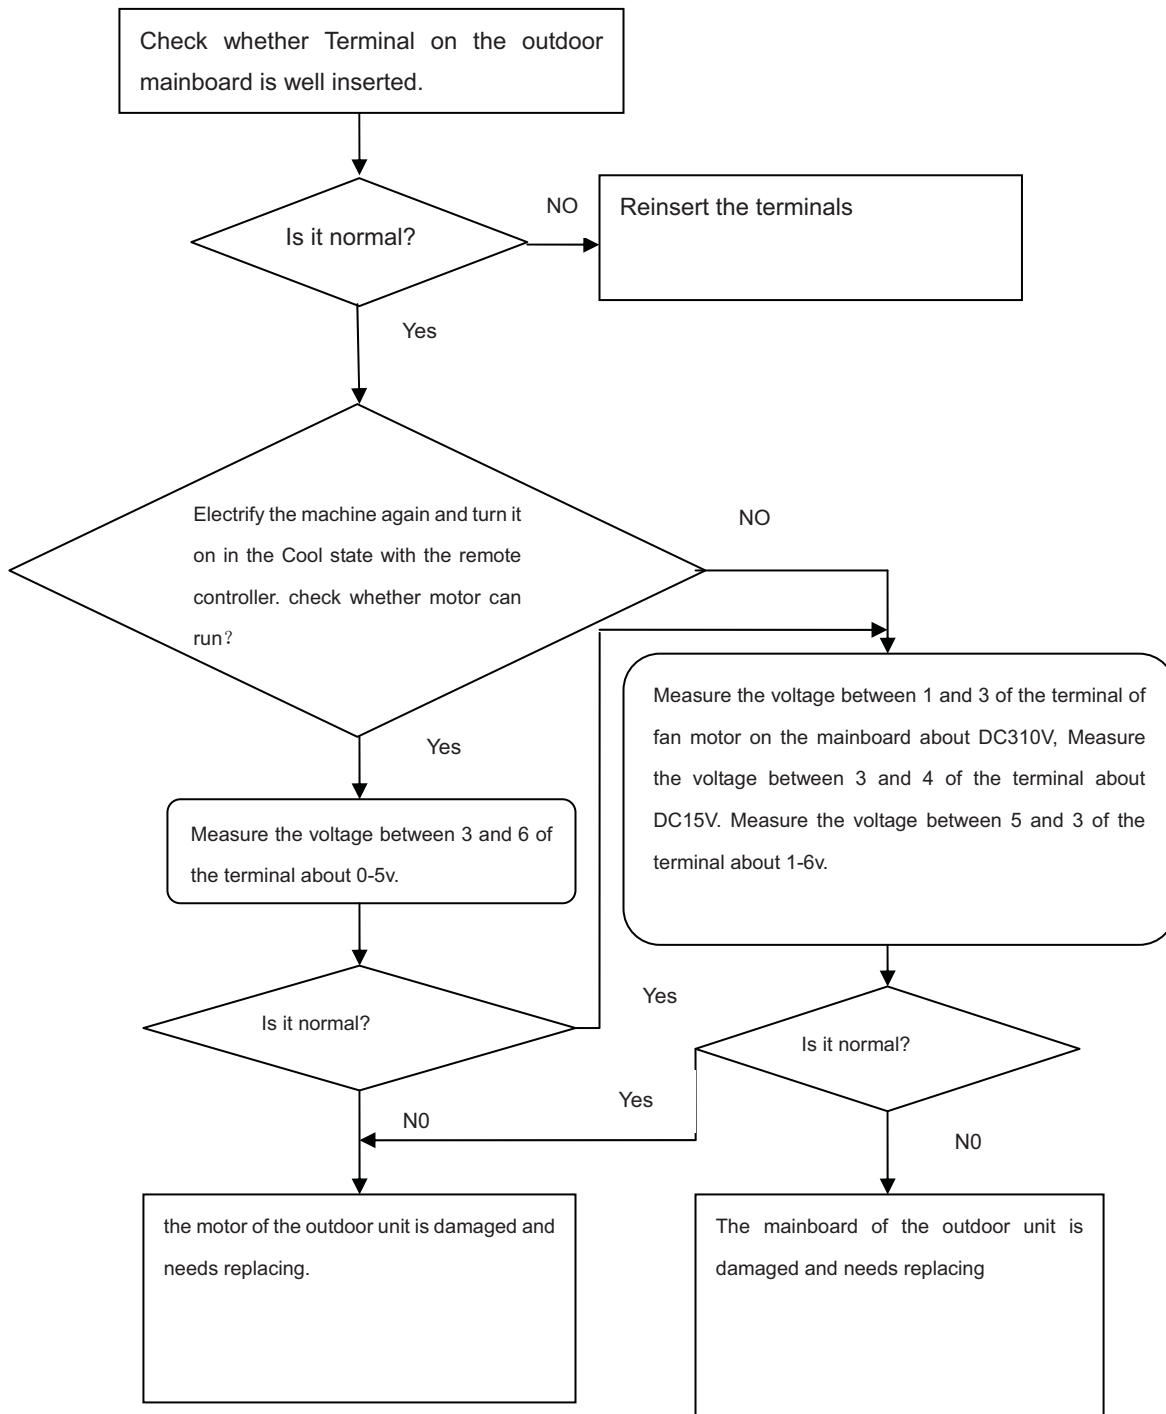 Check whether Terminal on the outdoor
mainboard is well inserted.
NO
Reinsert the terminals
Is it normal?
Yes
Electrify the machine again and turn it
on in the Cool state with the remote
controller. check whether motor can
run？
NO
Yes
Measure the voltage between 1 and 3 of the terminal of
fan motor on the mainboard about DC310V, Measure
the voltage between 3 and 4 of the terminal about
DC15V. Measure the voltage between 5 and 3 of the
terminal about 1-6v.
Measure the voltage between 3 and 6 of
the terminal about 0-5v.
Is it normal?
Yes
Is it normal?
Yes
N0
N0
the motor of the outdoor unit is damaged and
needs replacing.
The mainboard of the outdoor unit is
damaged and needs replacing